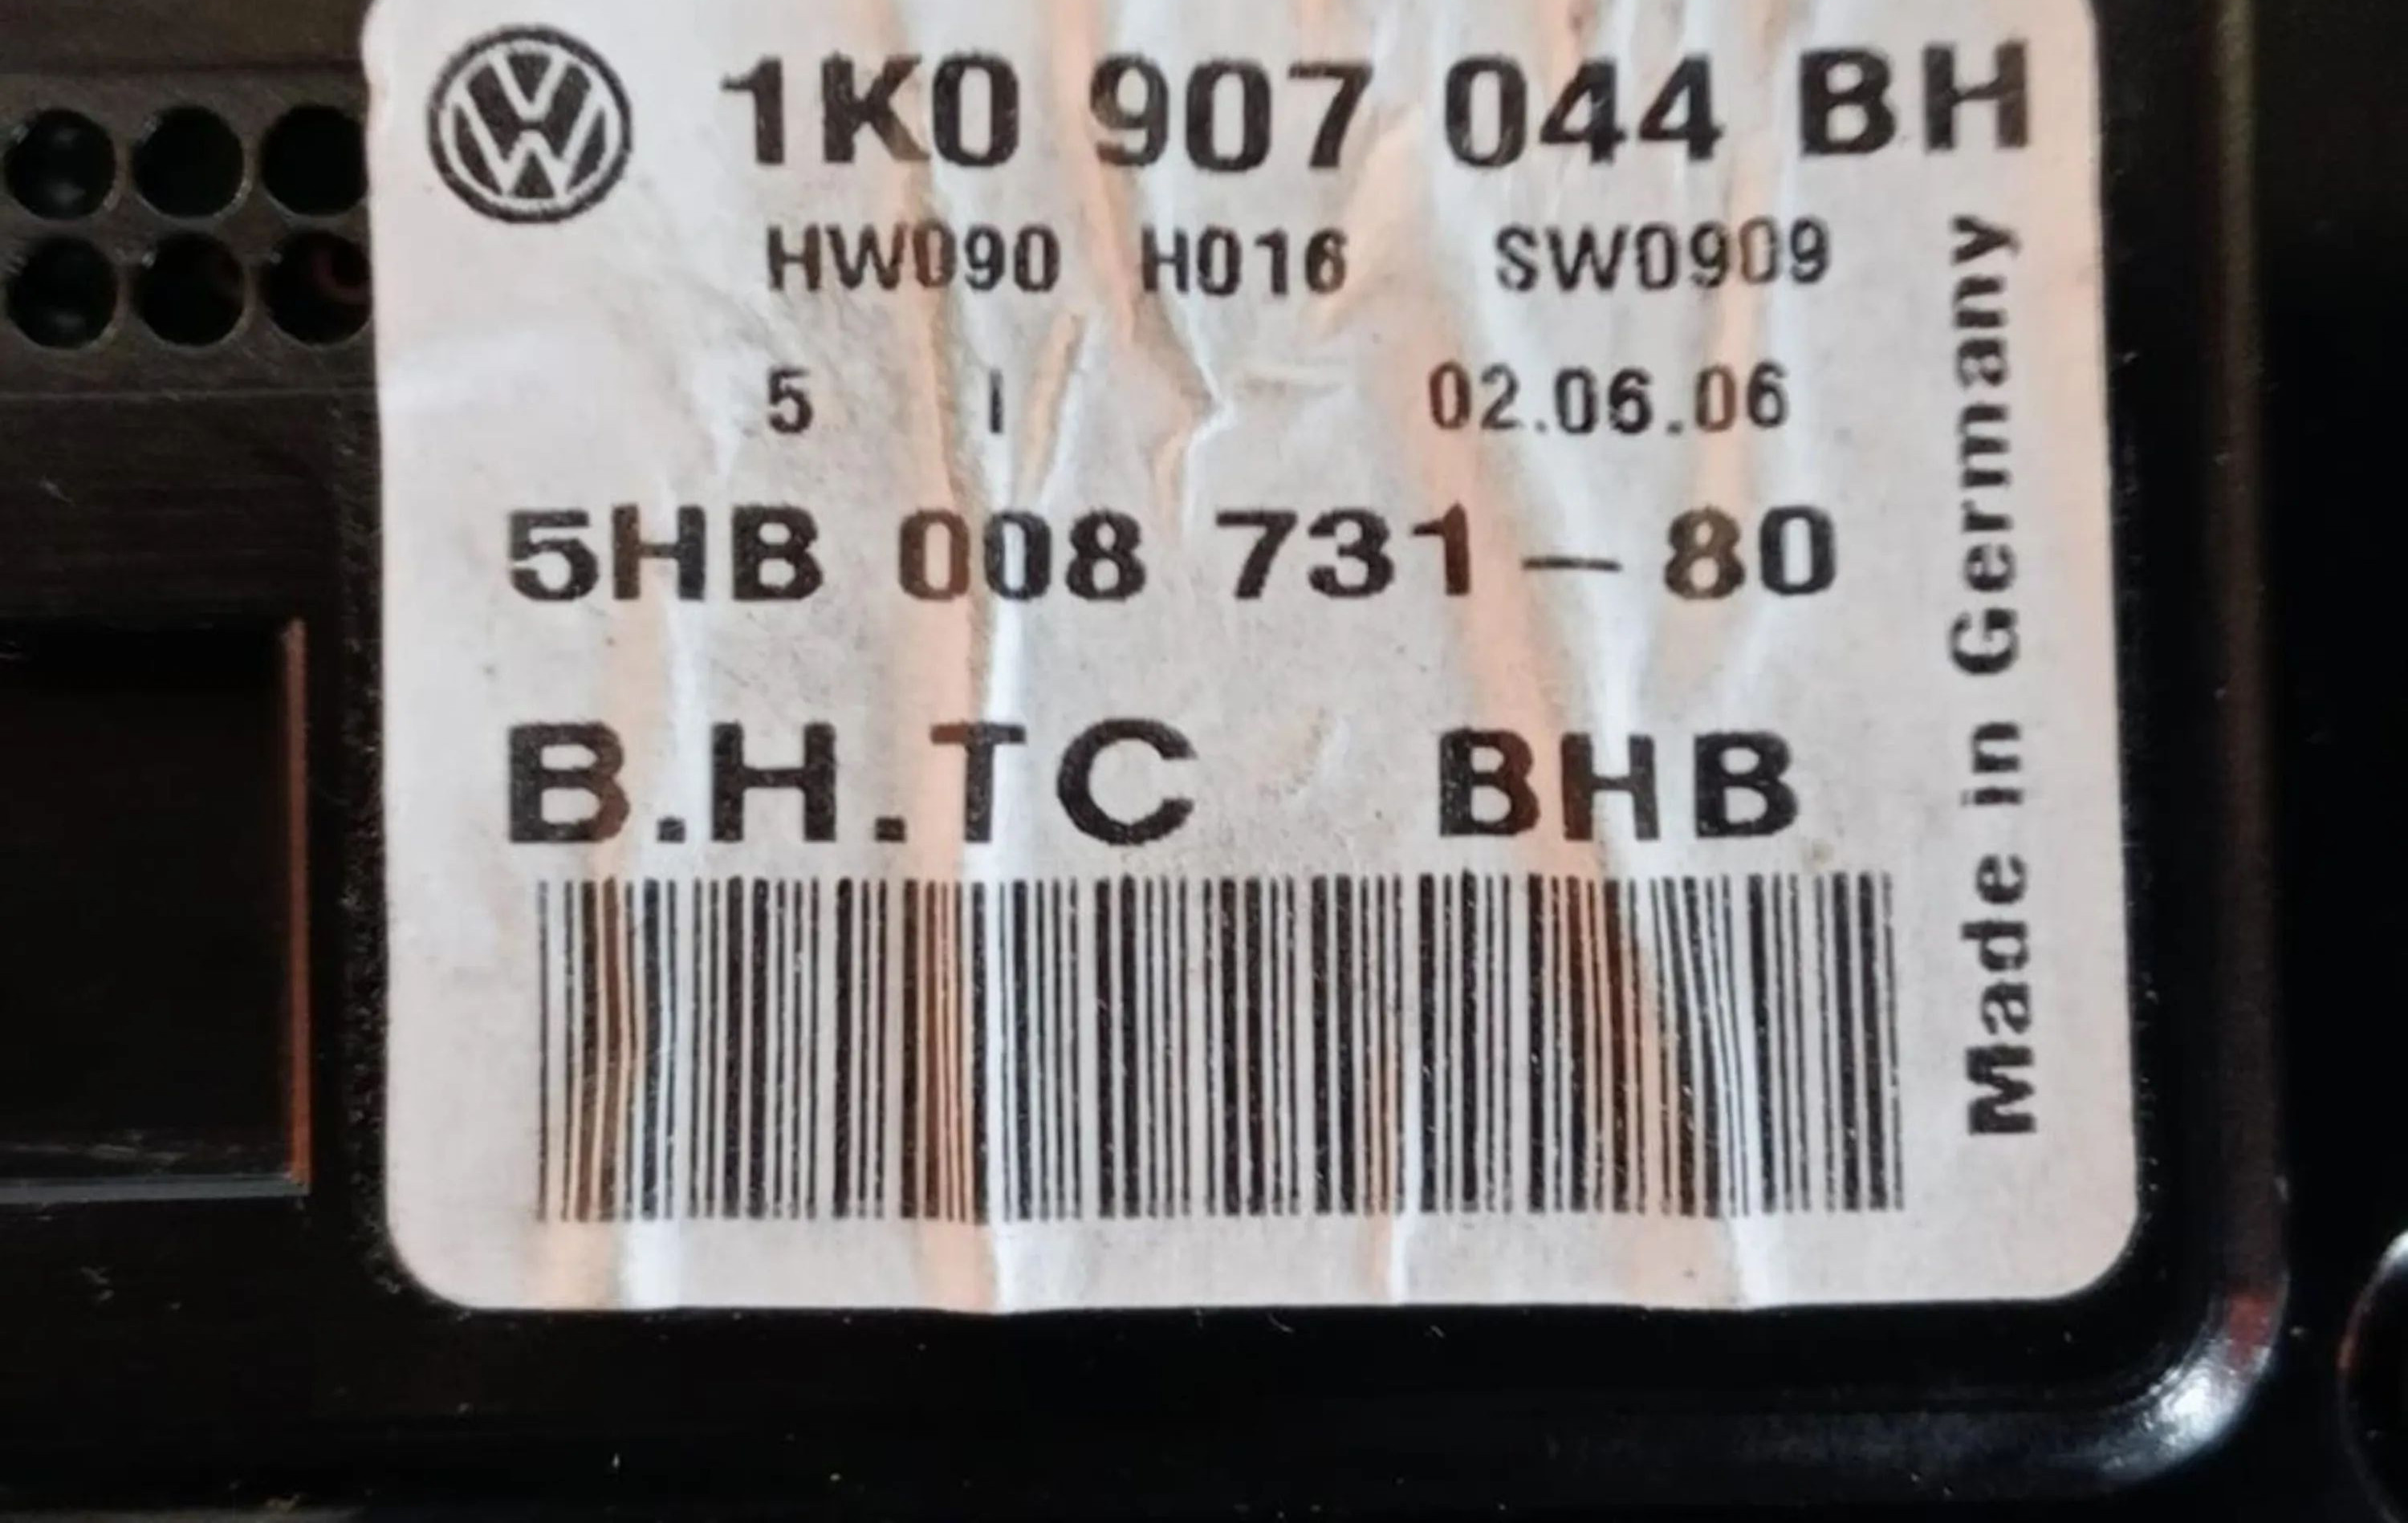 1K0 907 044 BH
HW090 H016 SW0909
5 I 02.06.06
5HB 008 731-80
B.H.TC BHB
Made in Germany